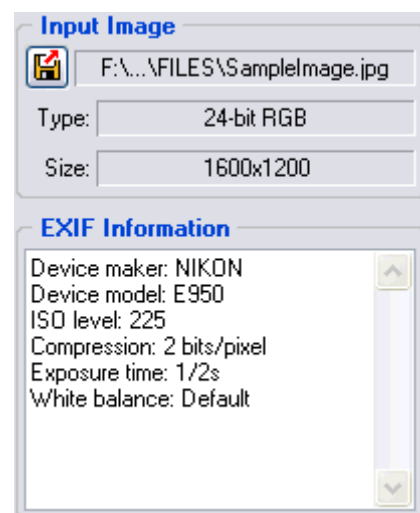 Input Image
F:\...\FILES\SampleImage.jpg
Type: 24-bit RGB
Size: 1600x1200
EXIF Information
Device maker: NIKON
Device model: E950
ISO level: 225
Compression: 2 bits/pixel
Exposure time: 1/2s
White balance: Default